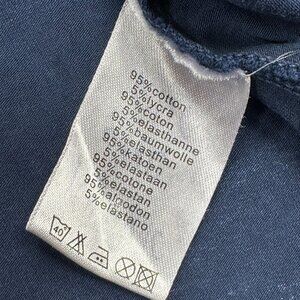 95%cotton
5%lycra
95%coton
5%elasthanne
95%baumwolle
5%elasthan
95%katoen
5%elastaan
95%cotone
5%elastan
95%algodon
5%elastano
40